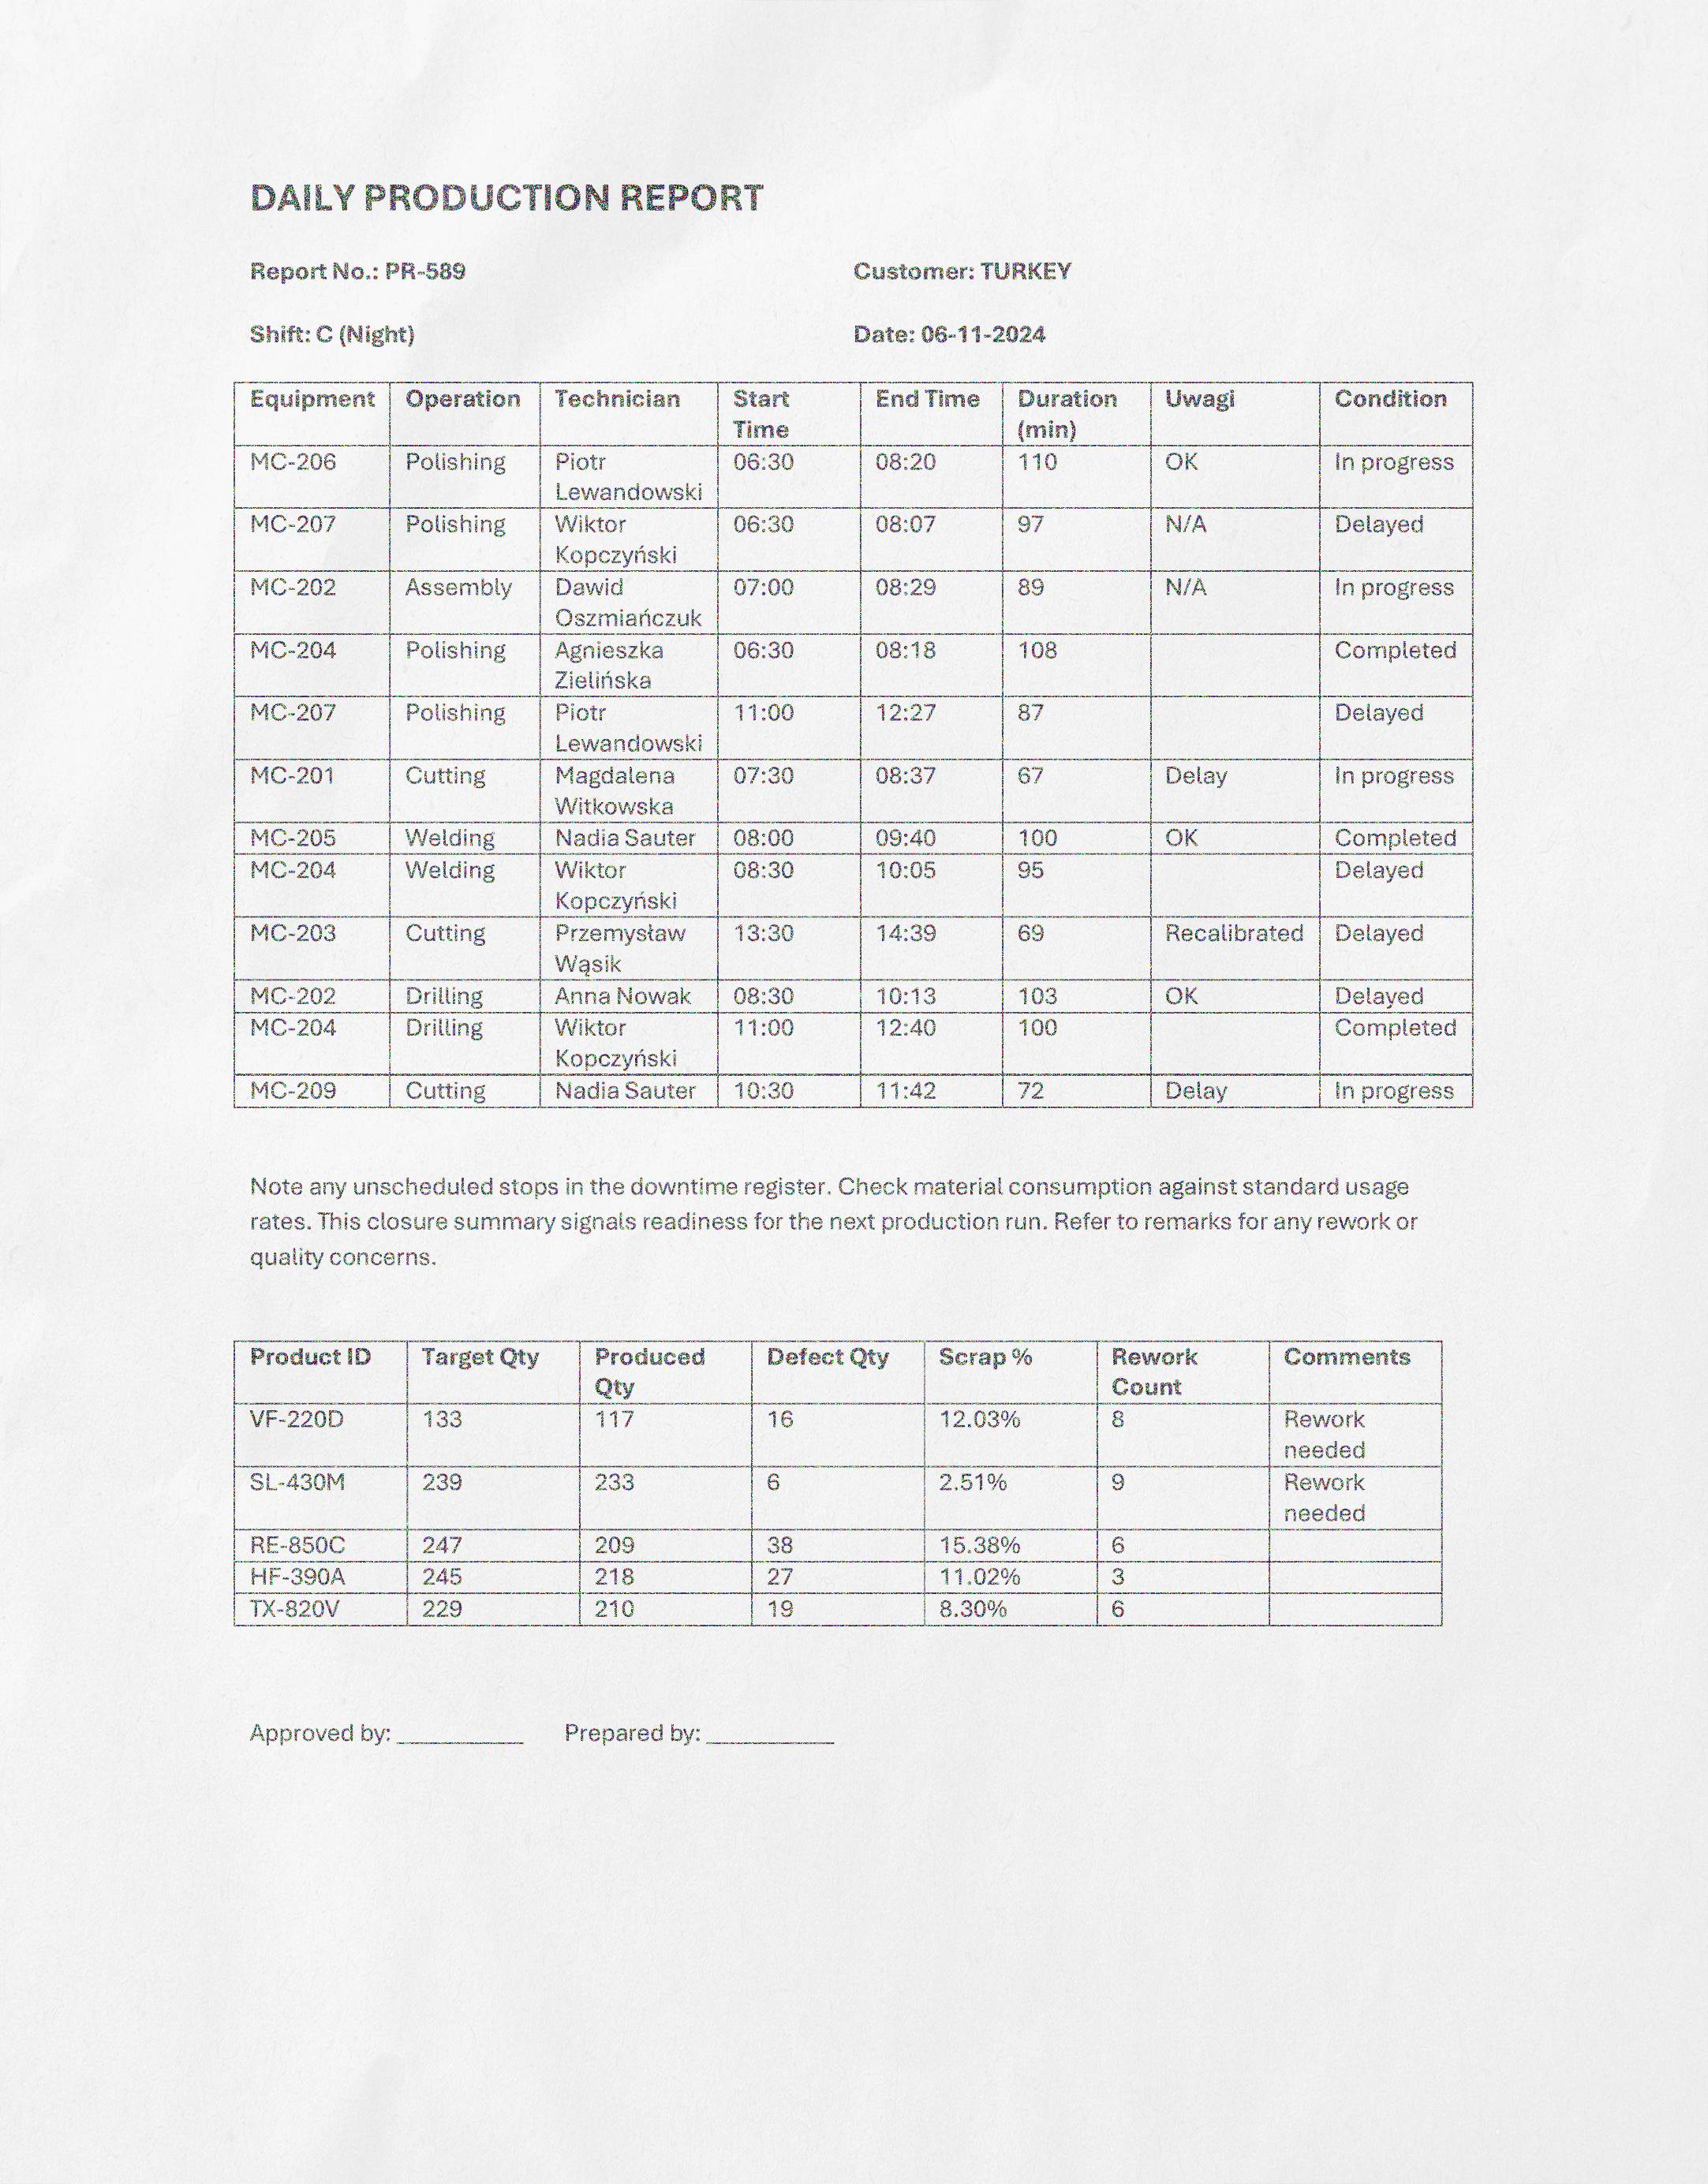 DAILY PRODUCTION REPORT
Report No.: PR-589 Customer: TURKEY
Shift: C (Night) Date: 06-11-2024
Equipment Operation Technician Start Time End Time Duration (min) Uwagi Condition
MC-206 Polishing Piotr Lewandowski 06:30 08:20 110 OK In progress
MC-207 Polishing Wiktor Kopczyński 06:30 08:07 97 N/A Delayed
MC-202 Assembly Dawid Oszmiańczuk 07:00 08:29 89 N/A In progress
MC-204 Polishing Agnieszka Zielińska 06:30 08:18 108 Completed
MC-207 Polishing Piotr Lewandowski 11:00 12:27 87 Delayed
MC-201 Cutting Magdalena Witkowska 07:30 08:37 67 Delay In progress
MC-205 Welding Nadia Sauter 08:00 09:40 100 OK Completed
MC-204 Welding Wiktor Kopczyński 08:30 10:05 95 Delayed
MC-203 Cutting Przemysław Wąsik 13:30 14:39 69 Recalibrated Delayed
MC-202 Drilling Anna Nowak 08:30 10:13 103 OK Delayed
MC-204 Drilling Wiktor Kopczyński 11:00 12:40 100 Completed
MC-209 Cutting Nadia Sauter 10:30 11:42 72 Delay In progress
Note any unscheduled stops in the downtime register. Check material consumption against standard usage
rates. This closure summary signals readiness for the next production run. Refer to remarks for any rework or
quality concerns.
Product ID Target Qty Produced Qty Defect Qty Scrap % Rework Count Comments
VF-220D 133 117 16 12.03% 8 Rework needed
SL-430M 239 233 6 2.51% 9 Rework needed
RE-850C 247 209 38 15.38% 6
HF-390A 245 218 27 11.02% 3
TX-820V 229 210 19 8.30% 6
Approved by: __________ Prepared by: __________